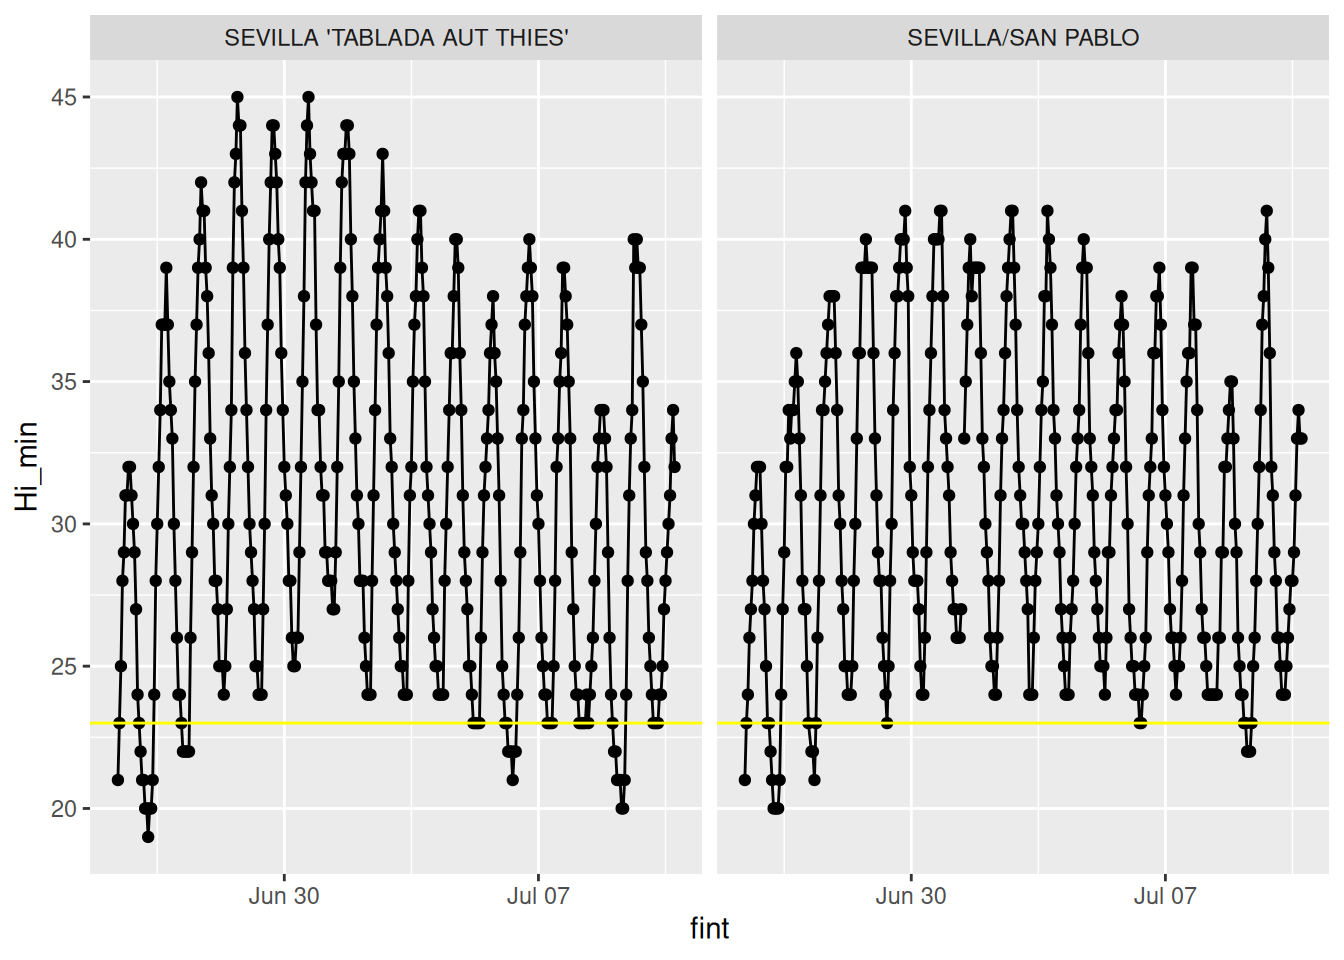 SEVILLA 'TABLADA AUT THIES'
SEVILLA/SAN PABLO
45
40
35
30
25
20
Hi_min
Jun 30
Jul 07
Jun 30
Jul 07
fint